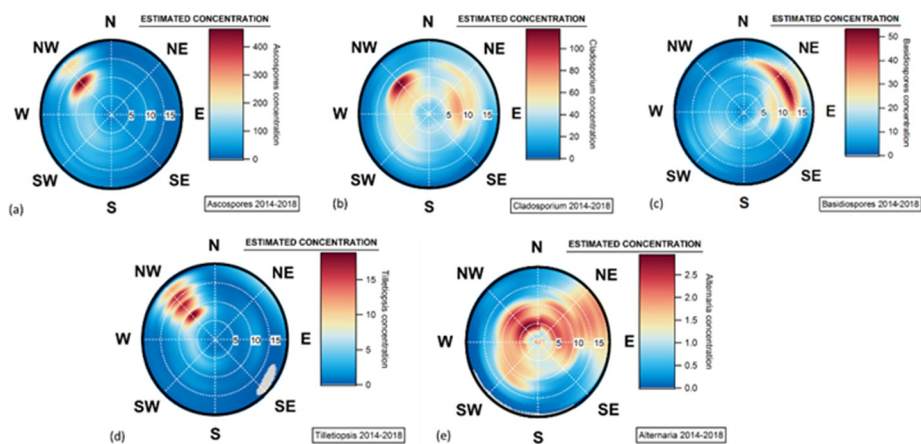 ESTIMATED CONCENTRATION
N
NW
NE
W
E
SW
SE
S
5 10 15
400
300
200
100
0
Ascospores concentration
(a)
Ascospores 2014-2018
ESTIMATED CONCENTRATION
N
NW
NE
W
E
SW
SE
S
5 10 15
100
80
60
40
20
0
Cladosporium concentration
(b)
Cladosporium 2014-2018
ESTIMATED CONCENTRATION
N
NW
NE
W
E
SW
SE
S
5 10 15
50
40
30
20
10
0
Basidiospores concentration
(c)
Basidiospores 2014-2018
ESTIMATED CONCENTRATION
N
NW
NE
W
E
SW
SE
S
5 10 15
15
10
5
0
Tilletiopsis concentration
(d)
Tilletiopsis 2014-2018
ESTIMATED CONCENTRATION
N
NW
NE
W
E
SW
SE
S
5 10 15
2.5
2.0
1.5
1.0
0.5
0.0
Alternaria concentration
(e)
Alternaria 2014-2018